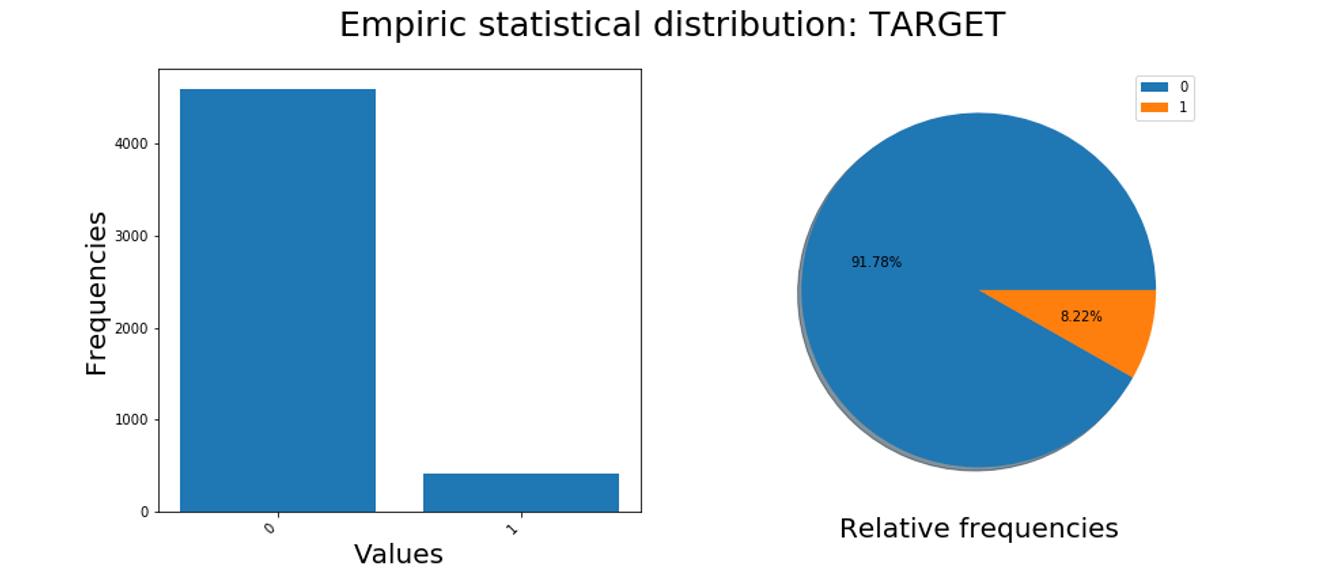 Empiric statistical distribution: TARGET
Frequencies
4000
3000
2000
1000
0
0
1
Values
0
1
91.78%
8.22%
Relative frequencies